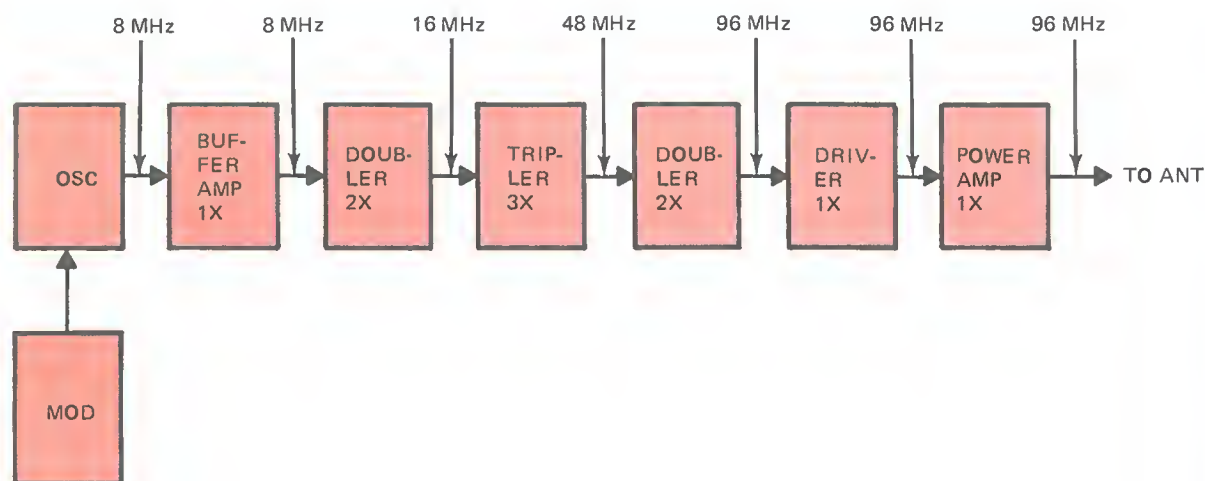 8 MHz
8 MHz
16 MHz
48 MHz
96 MHz
96 MHz
96 MHz
OSC
BUF-
FER
AMP
1X
DOUB-
LER
2X
TRIP-
LER
3X
DOUB-
LER
2X
DRIV-
ER
1X
POWER
AMP
1X
TO ANT
MOD